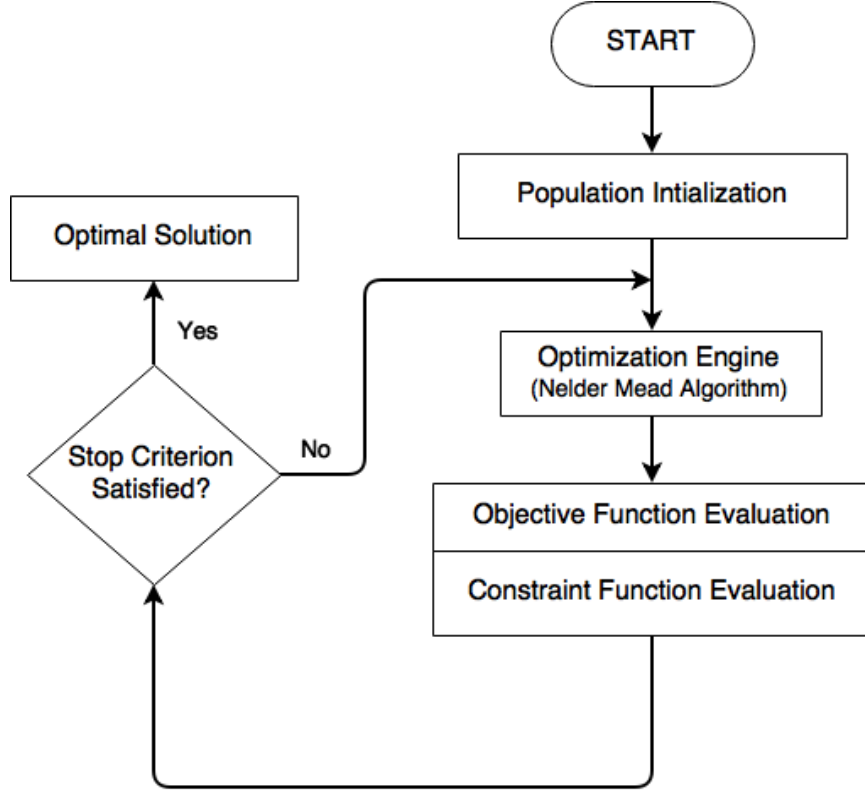 START
Population Intialization
Optimal Solution
Yes
Optimization Engine
(Nelder Mead Algorithm)
No
Stop Criterion
Satisfied?
Objective Function Evaluation
Constraint Function Evaluation